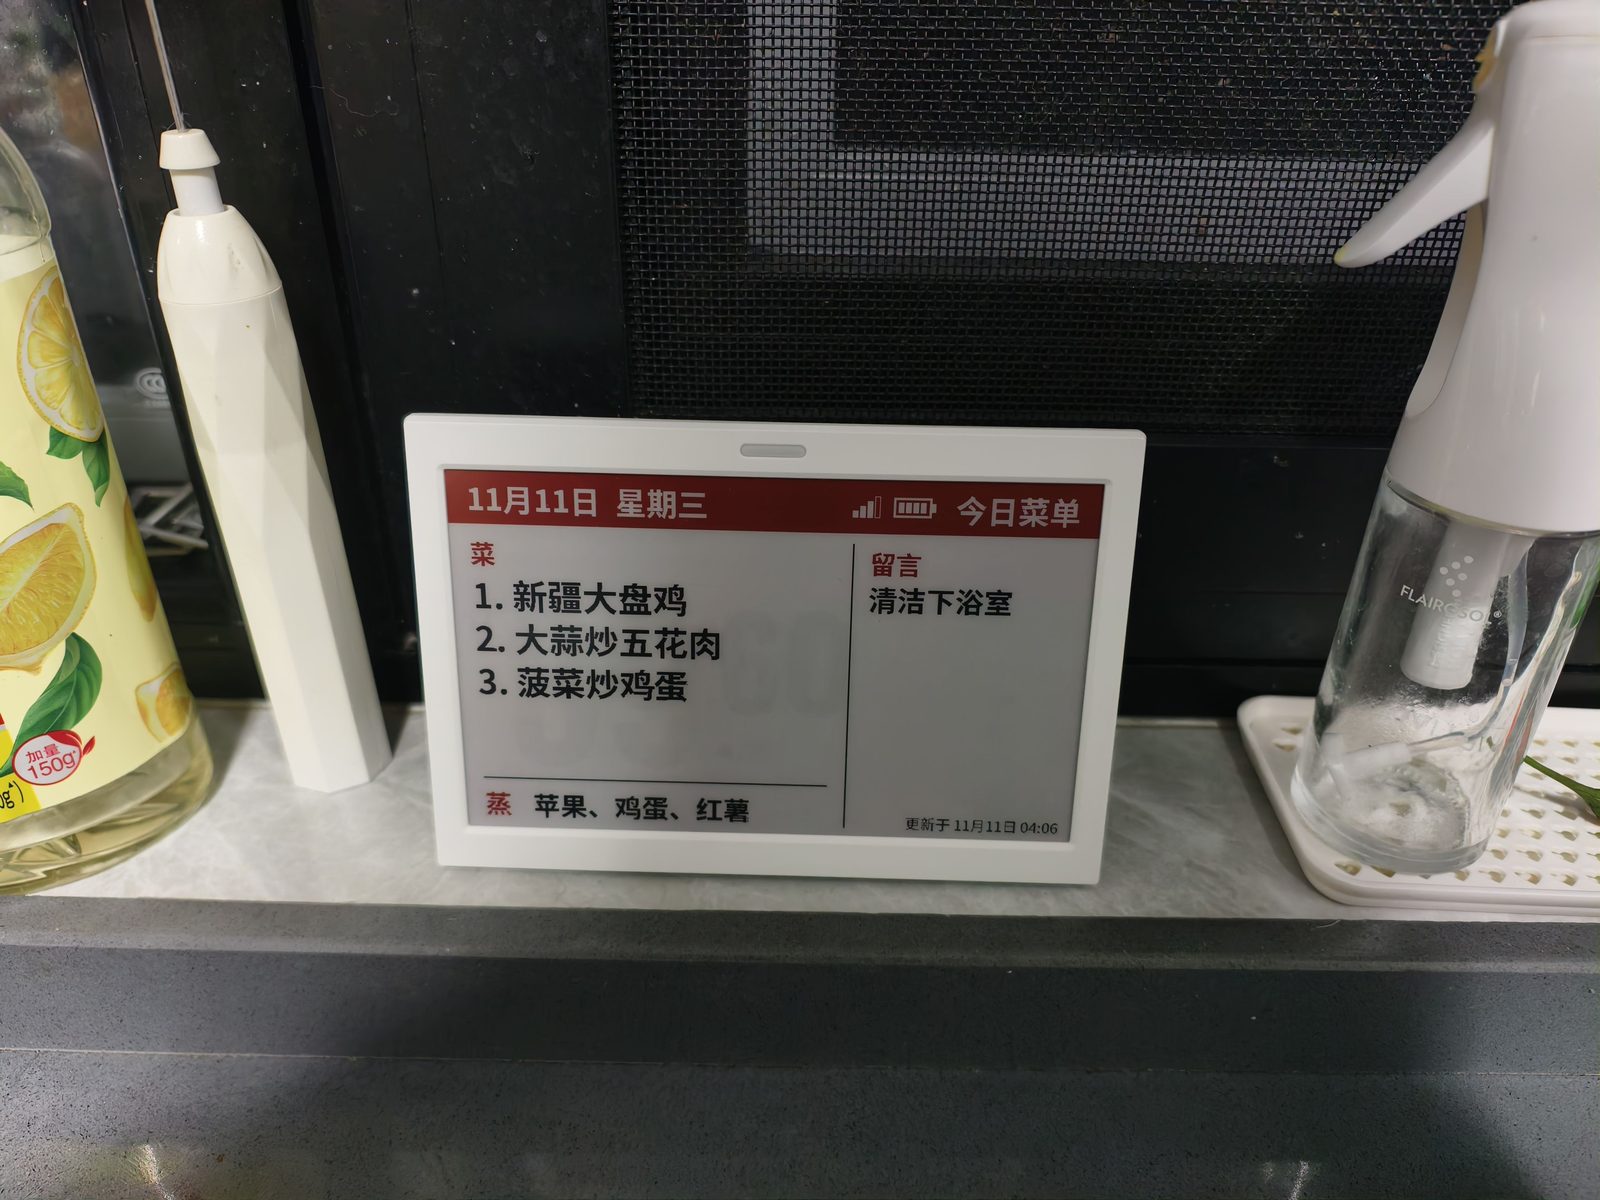 11月11日 星期三
今日菜单
菜
1. 新疆大盘鸡
2. 大蒜炒五花肉
3. 菠菜炒鸡蛋
蒸 苹果、鸡蛋、红薯
留言
清洁下浴室
更新于 11月11日 04:06
加量
150g
FLAIROSOL